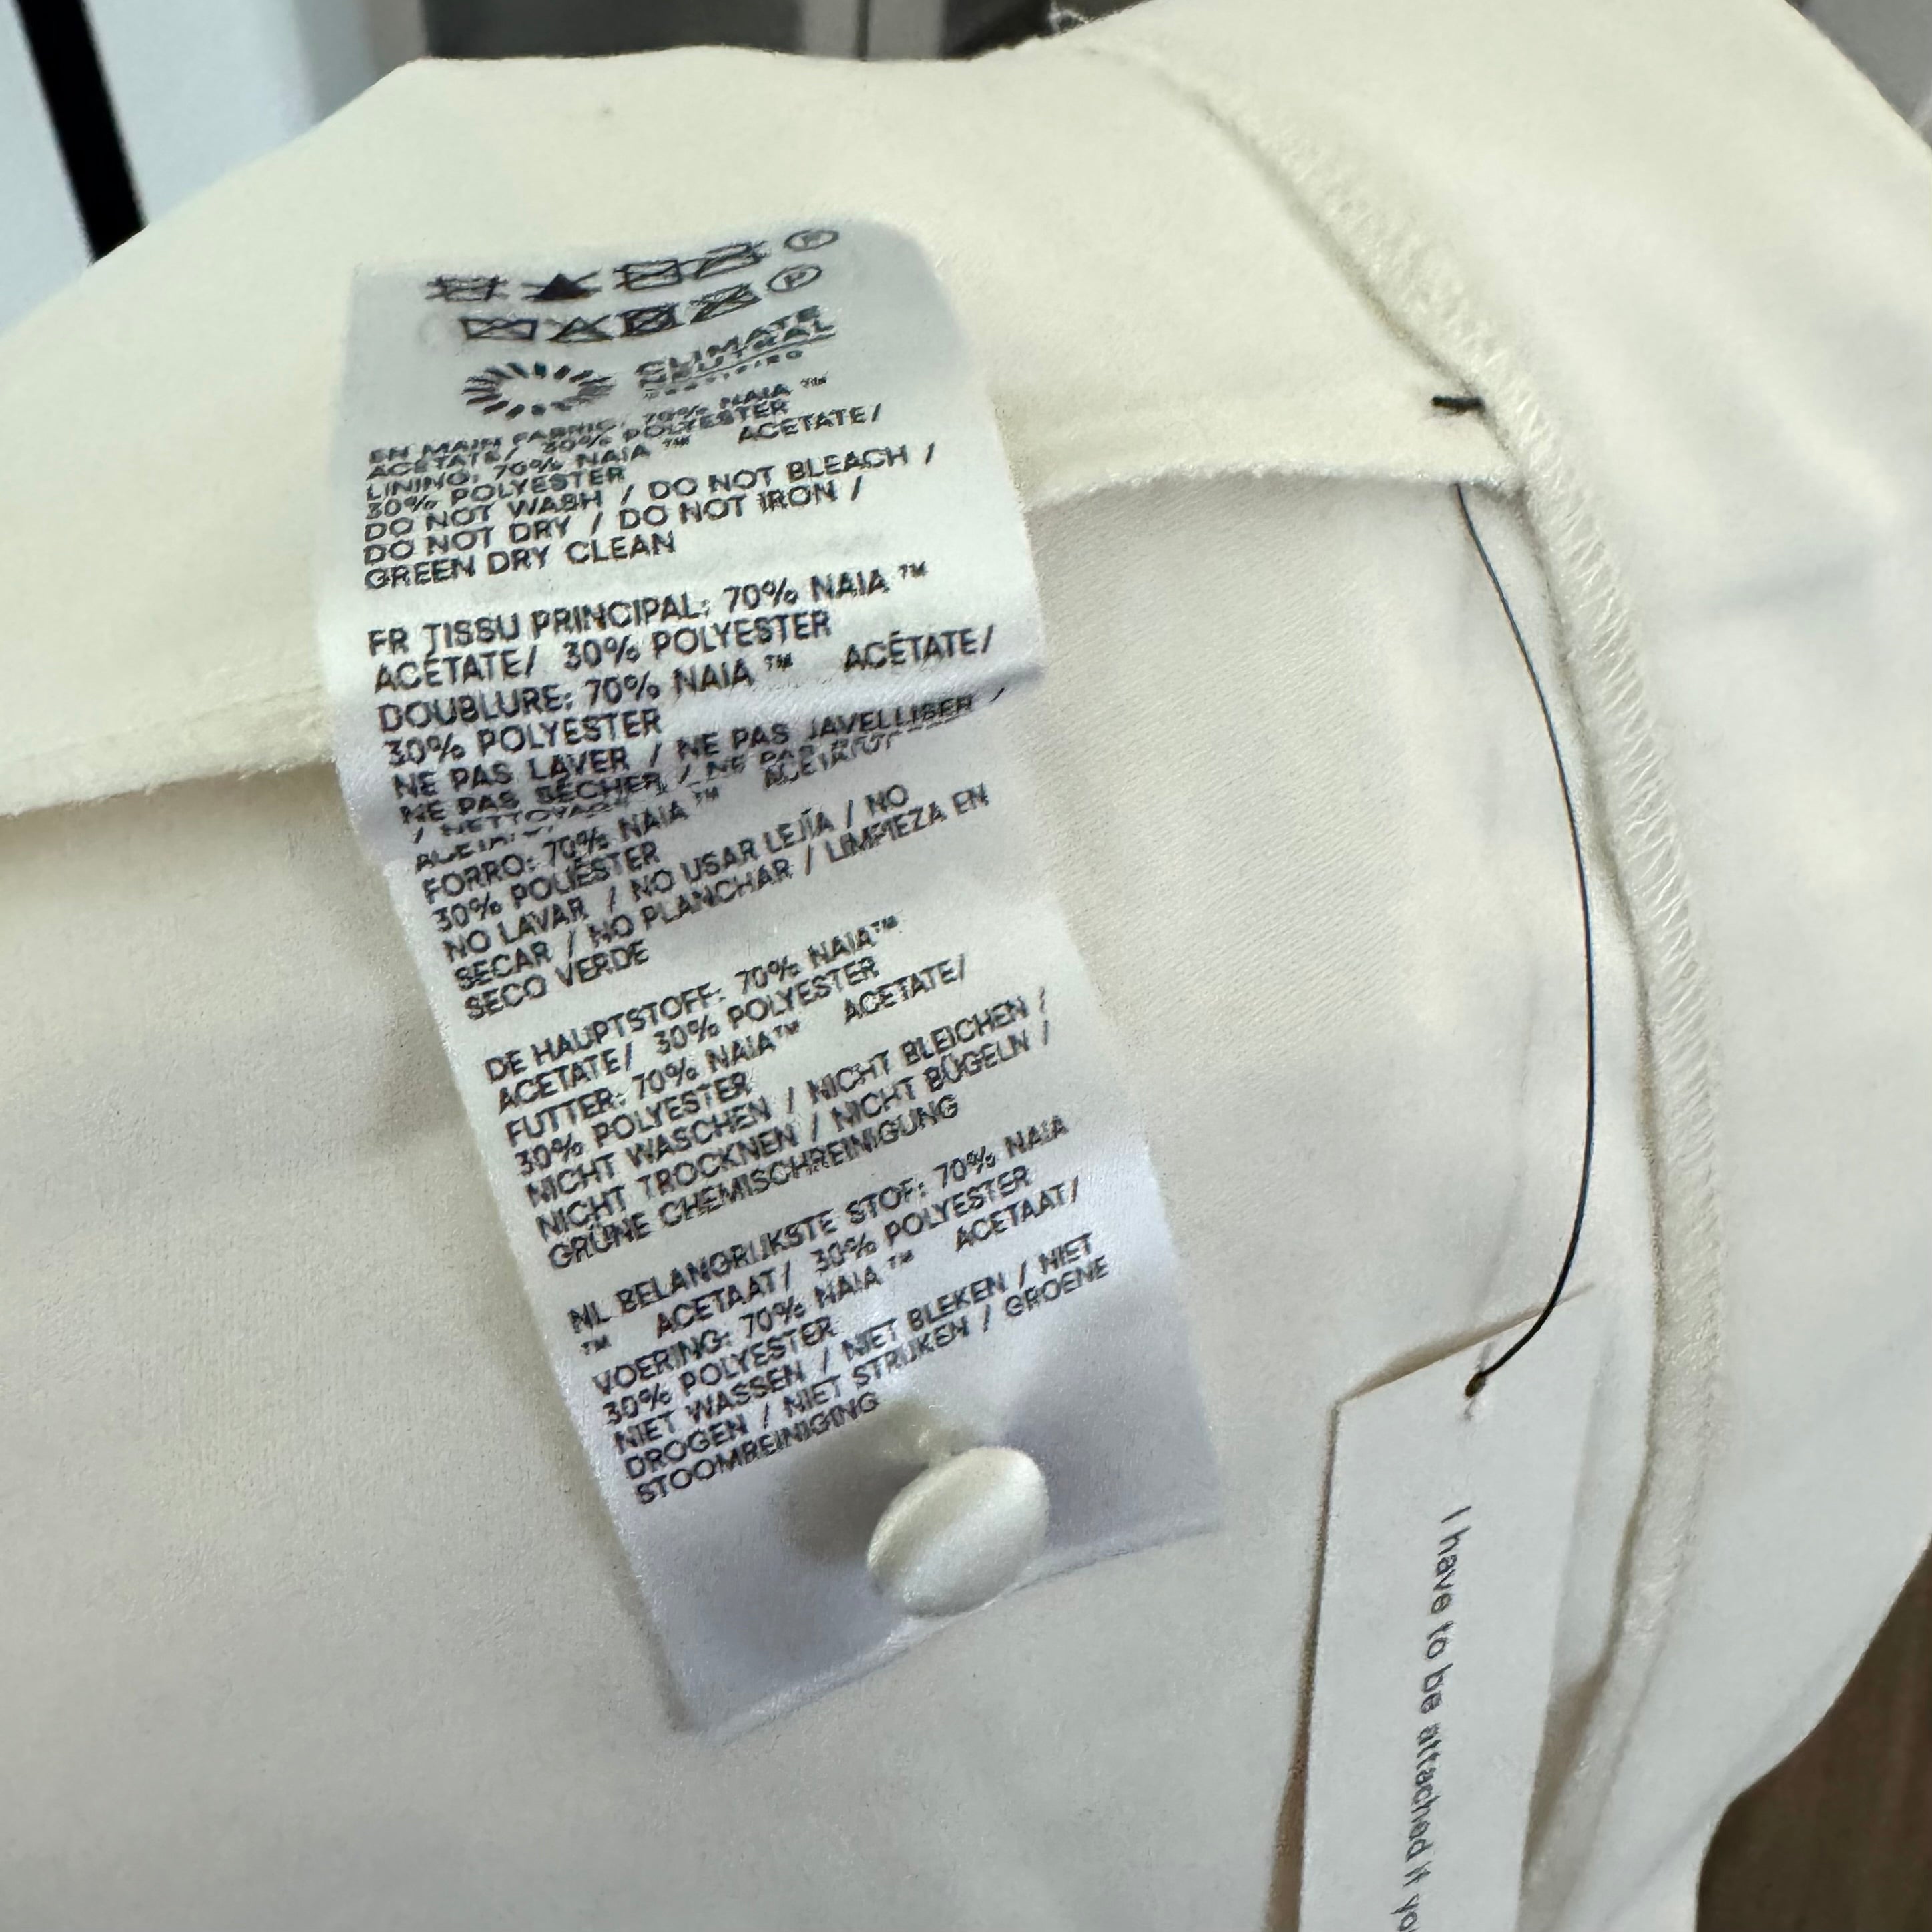 CLIMATE
NEUTRAL
EN MAIN FABRIC: 70% NAIA ™
ACETATE/ 30% POLYESTER
LINING: 70% NAIA ™ ACETATE/
30% POLYESTER
DO NOT WASH / DO NOT BLEACH /
DO NOT DRY / DO NOT IRON /
GREEN DRY CLEAN
FR TISSU PRINCIPAL: 70% NAIA ™
ACÉTATE/ 30% POLYESTER
DOUBLURE: 70% NAIA ™ ACÉTATE/
30% POLYESTER
NE PAS LAVER / NE PAS JAVELLISER /
NE PAS SÉCHER / NE PAS
/ NETTOYAGE
FORRO: 70% NAIA ™
30% POLIÉSTER
NO LAVAR / NO USAR LEJÍA / NO
SECAR / NO PLANCHAR / LIMPIEZA EN
SECO VERDE
DE HAUPTSTOFF: 70% NAIA™
ACETATE/ 30% POLYESTER
FUTTER: 70% NAIA™ ACETATE/
30% POLYESTER
NICHT WASCHEN / NICHT BLEICHEN /
NICHT TROCKNEN / NICHT BÜGELN /
GRÜNE CHEMISCHREINIGUNG
NL BELANGRIJKSTE STOF: 70% NAIA
™ ACETAAT/ 30% POLYESTER
VOERING: 70% NAIA ™ ACETAAT/
30% POLYESTER
NIET WASSEN / NIET BLEKEN / NIET
DROGEN / NIET STRIJKEN / GROENE
STOOMREINIGING
I have to be attached if